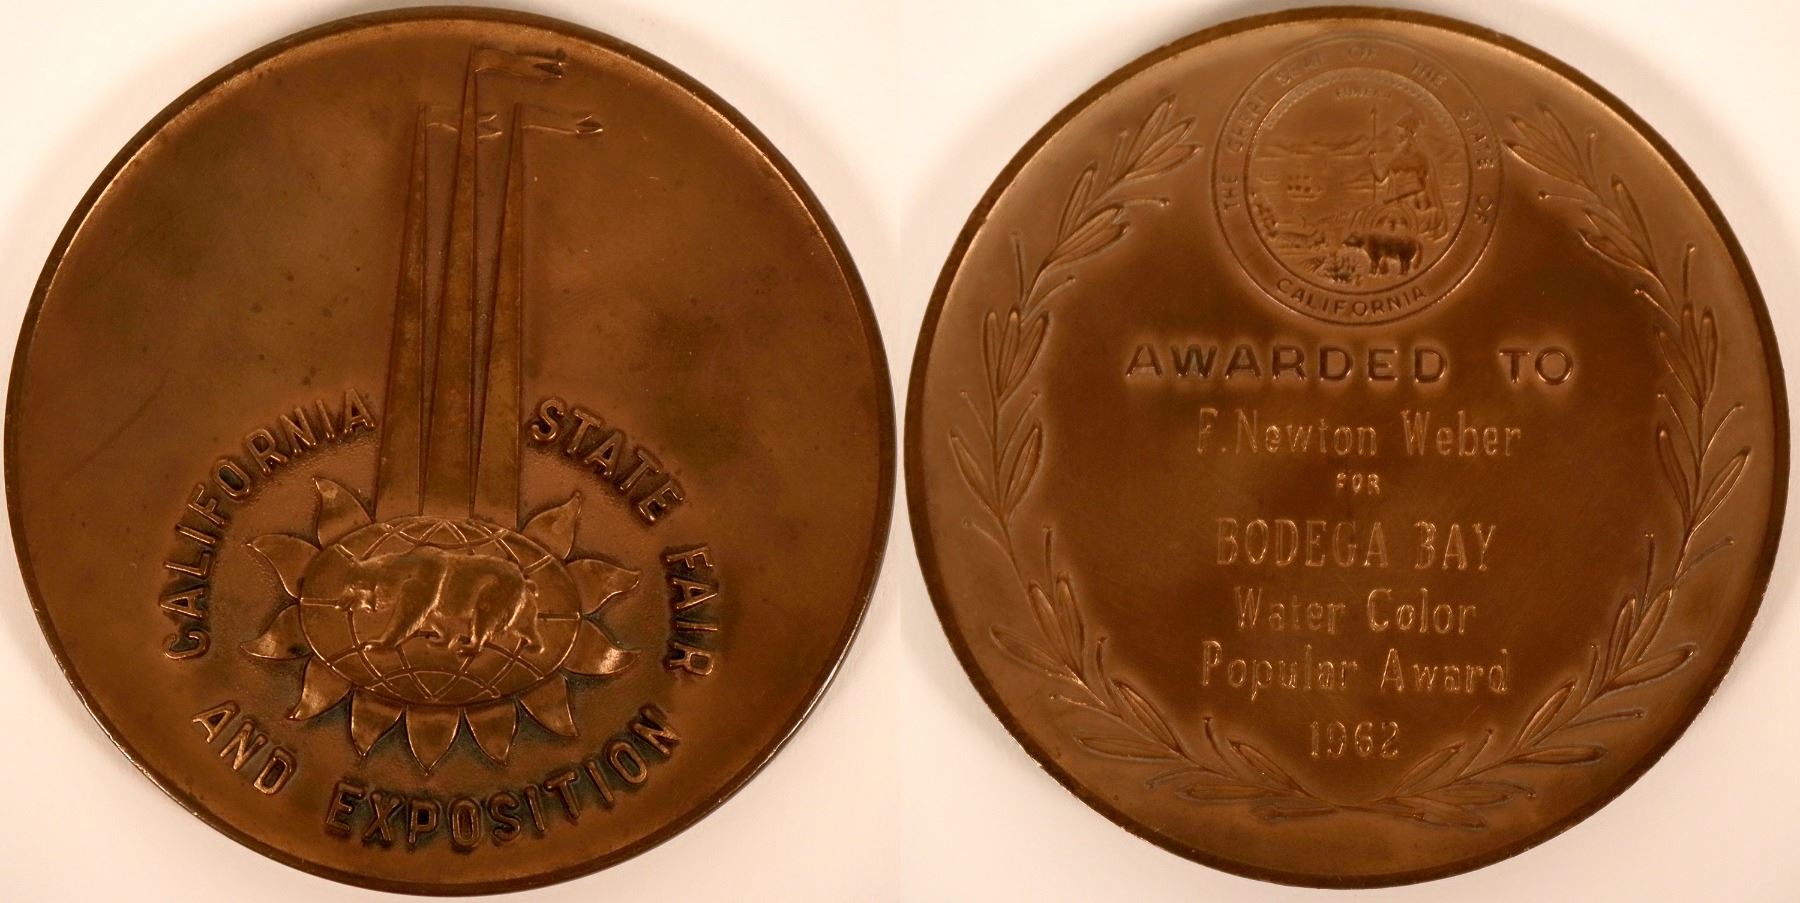 CALIFORNIA STATE FAIR
AND EXPOSITION
THE GREAT SEAL OF THE STATE OF
CALIFORNIA
EUREKA
AWARDED TO
F. Newton Weber
FOR
BODEGA BAY
Water Color
Popular Award
1962